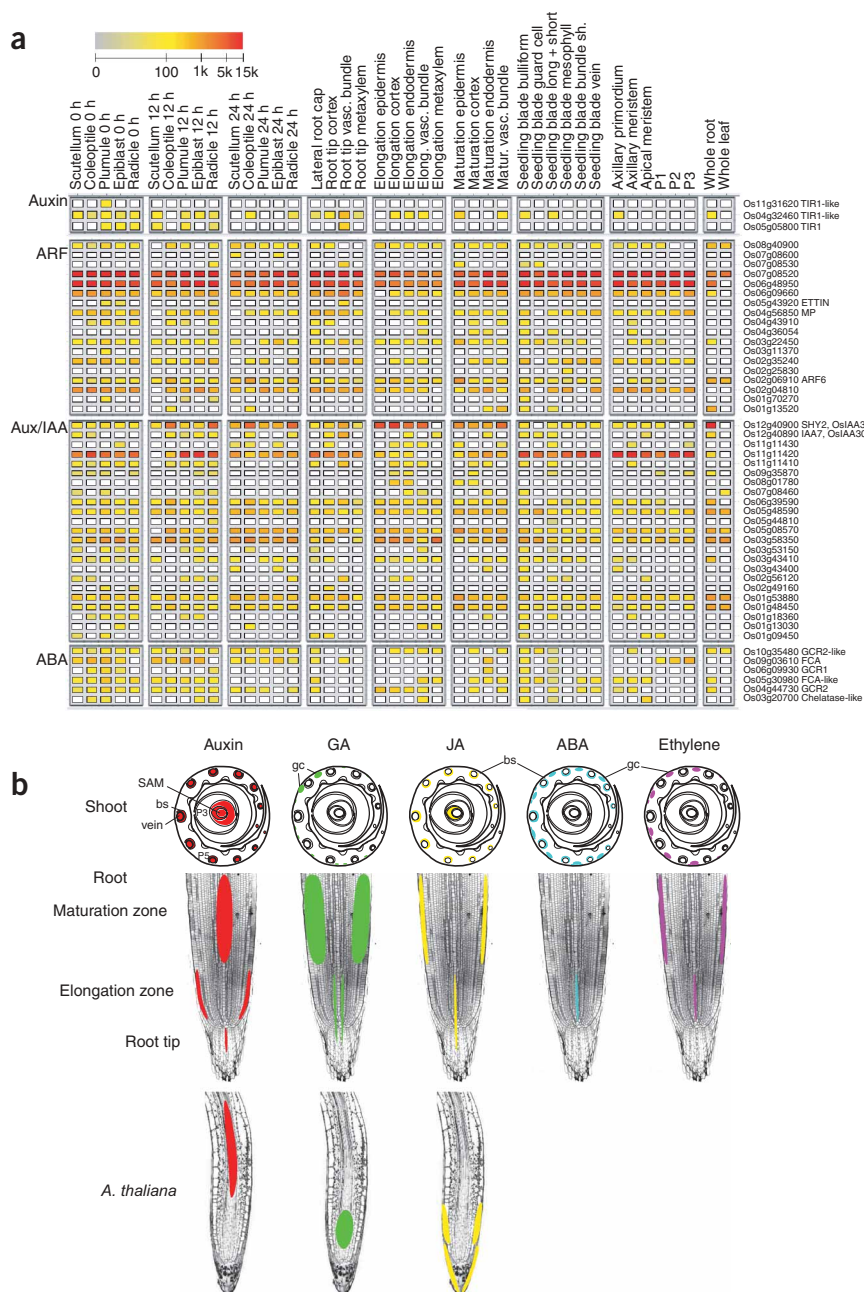 a
0 100 1k 5k 15k
Scutellum 0 h
Coleoptile 0 h
Plumule 0 h
Epiblast 0 h
Radicle 0 h
Scutellum 12 h
Coleoptile 12 h
Plumule 12 h
Epiblast 12 h
Radicle 12 h
Scutellum 24 h
Coleoptile 24 h
Plumule 24 h
Epiblast 24 h
Radicle 24 h
Lateral root cap
Root tip cortex
Root tip vasc. bundle
Root tip metaxylem
Elongation epidermis
Elongation cortex
Elongation endodermis
Elong. vasc. bundle
Elongation metaxylem
Maturation epidermis
Maturation cortex
Maturation endodermis
Matur. vasc. bundle
Seedling blade bulliform
Seedling blade guard cell
Seedling blade long + short
Seedling blade mesophyll
Seedling blade bundle sh.
Seedling blade vein
Axillary primordium
Axillary meristem
Apical meristem
P1
P2
P3
Whole root
Whole leaf
Auxin
Os11g31620 TIR1-like
Os04g32460 TIR1-like
Os05g05800 TIR1
ARF
Os08g40900
Os07g08600
Os07g08530
Os07g08520
Os06g48950
Os06g09660
Os05g43920 ETTIN
Os04g56850 MP
Os04g43910
Os04g36054
Os03g22450
Os03g11370
Os02g35240
Os02g25830
Os02g06910 ARF6
Os02g04810
Os01g70270
Os01g13520
Aux/IAA
Os12g40900 SHY2, OsIAA3
Os12g40890 IAA7, OsIAA30
Os11g11430
Os11g11420
Os11g11410
Os09g35870
Os08g01780
Os07g08460
Os06g39590
Os05g48590
Os05g44810
Os05g08570
Os03g58350
Os03g53150
Os03g43410
Os03g43400
Os02g56120
Os02g49160
Os01g53880
Os01g48450
Os01g18360
Os01g13030
Os01g09450
ABA
Os10g35480 GCR2-like
Os09g03610 FCA
Os06g09930 GCR1
Os05g30980 FCA-like
Os04g44730 GCR2
Os03g20700 Chelatase-like
b
Auxin GA JA ABA Ethylene
gc bs gc
SAM
Shoot
bs
P3
vein
P5
Root
Maturation zone
Elongation zone
Root tip
A. thaliana